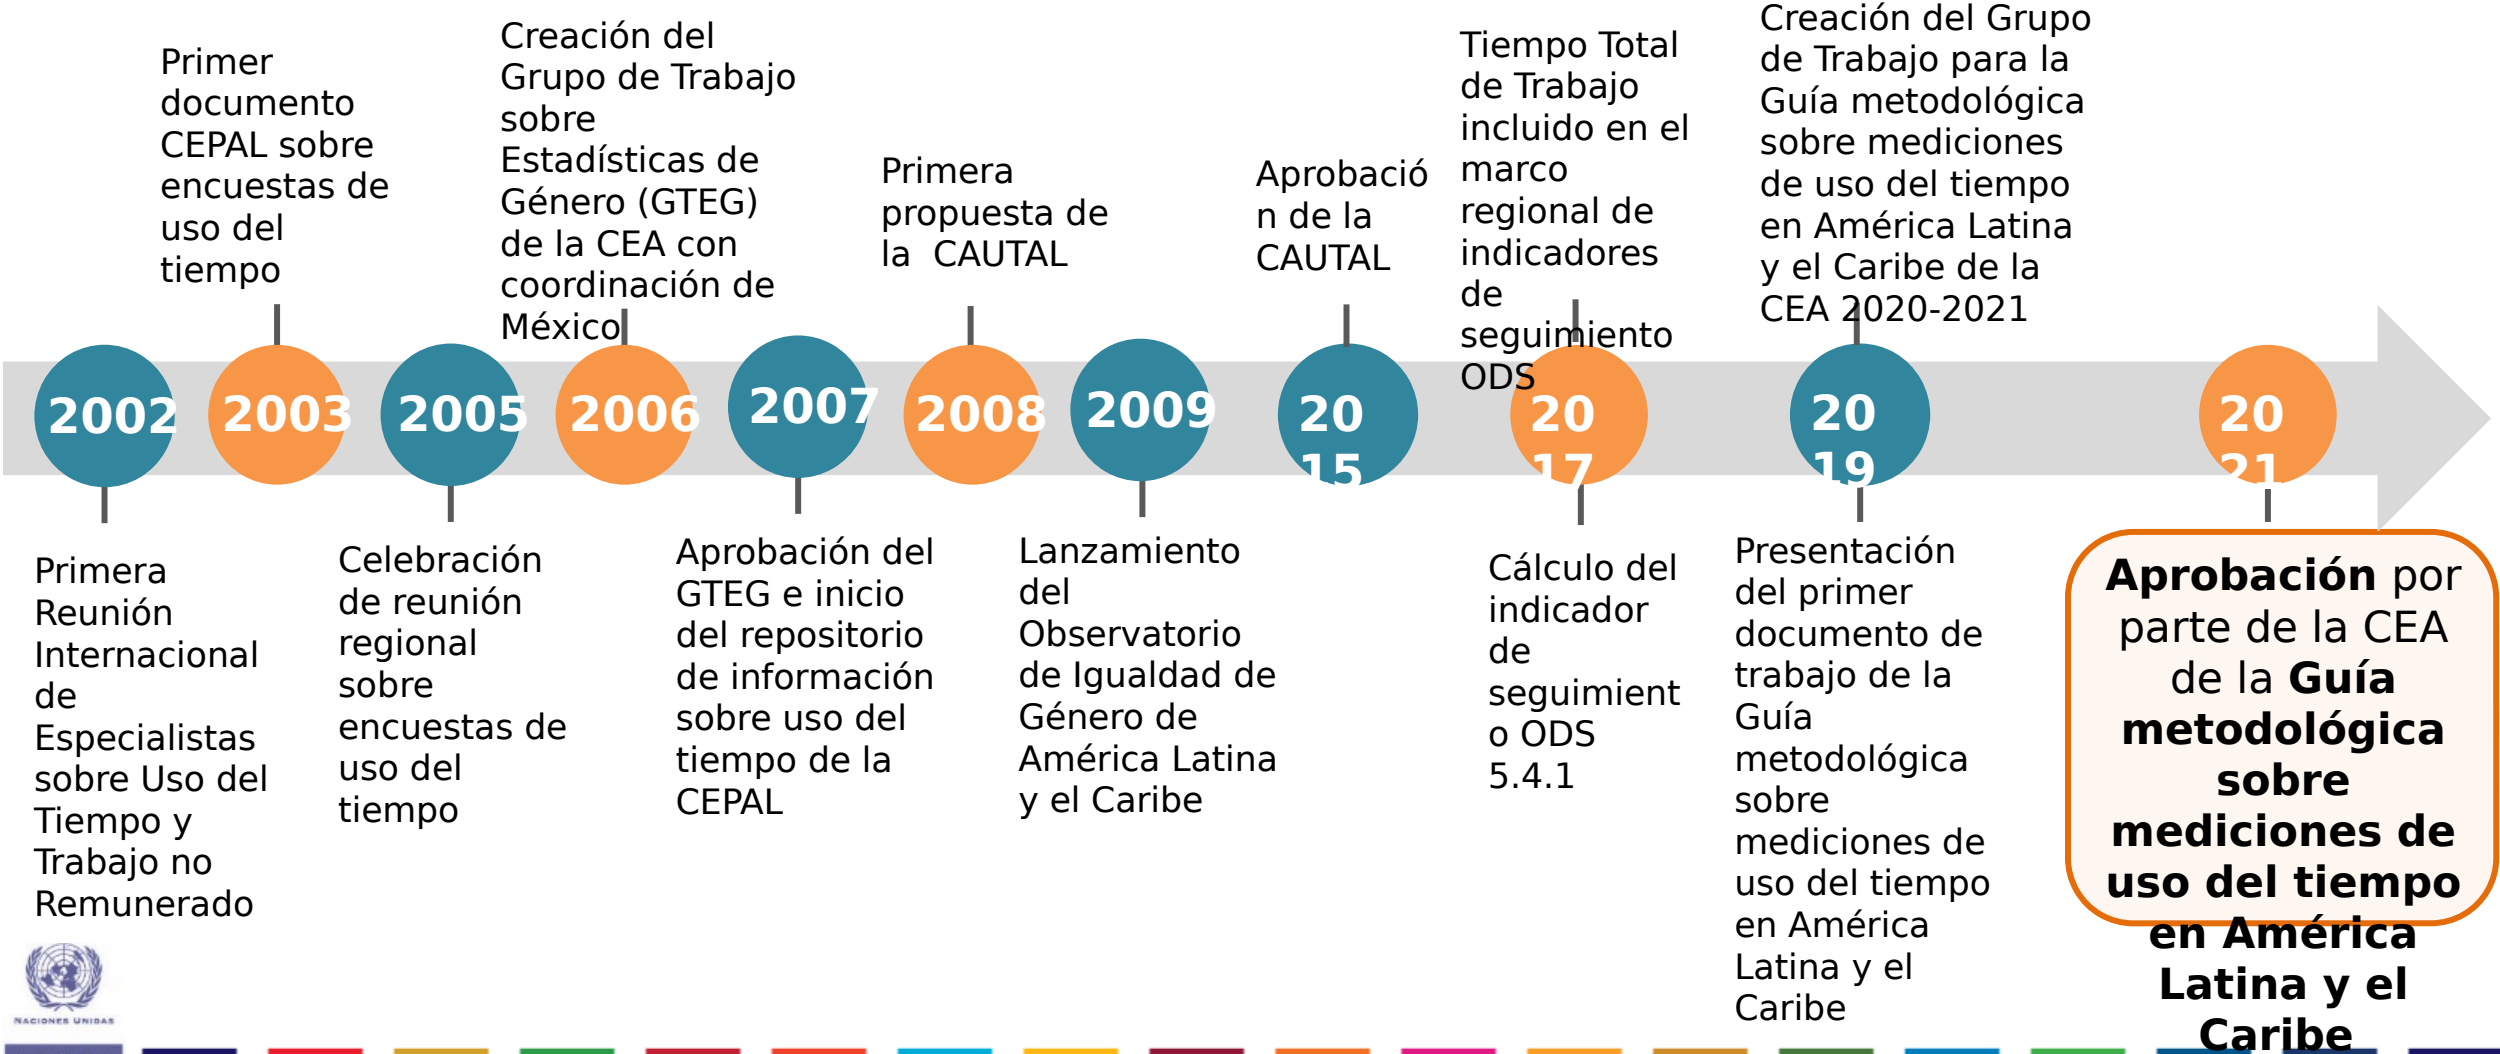 Primer
documento
CEPAL sobre
encuestas de
uso del
tiempo
Creación del
Grupo de Trabajo
sobre
Estadísticas de
Género (GTEG)
de la CEA con
coordinación de
México
Primera
propuesta de
la  CAUTAL
Aprobació
n de la
CAUTAL
Tiempo Total
de Trabajo
incluido en el
marco
regional de
indicadores
de
seguimiento
ODS
Creación del Grupo
de Trabajo para la
Guía metodológica
sobre mediciones
de uso del tiempo
en América Latina
y el Caribe de la
CEA 2020-2021
2002
2003
2005
2006
2007
2008
2009
20
15
20
17
20
19
20
21
Primera
Reunión
Internacional
de
Especialistas
sobre Uso del
Tiempo y
Trabajo no
Remunerado
Celebración
de reunión
regional
sobre
encuestas de
uso del
tiempo
Aprobación del
GTEG e inicio
del repositorio
de información
sobre uso del
tiempo de la
CEPAL
Lanzamiento
del
Observatorio
de Igualdad de
Género de
América Latina
y el Caribe
Cálculo del
indicador
de
seguimient
o ODS
5.4.1
Presentación
del primer
documento de
trabajo de la
Guía
metodológica
sobre
mediciones de
uso del tiempo
en América
Latina y el
Caribe
Aprobación por
parte de la CEA
de la Guía
metodológica
sobre
mediciones de
uso del tiempo
en América
Latina y el
Caribe
NACIONES UNIDAS